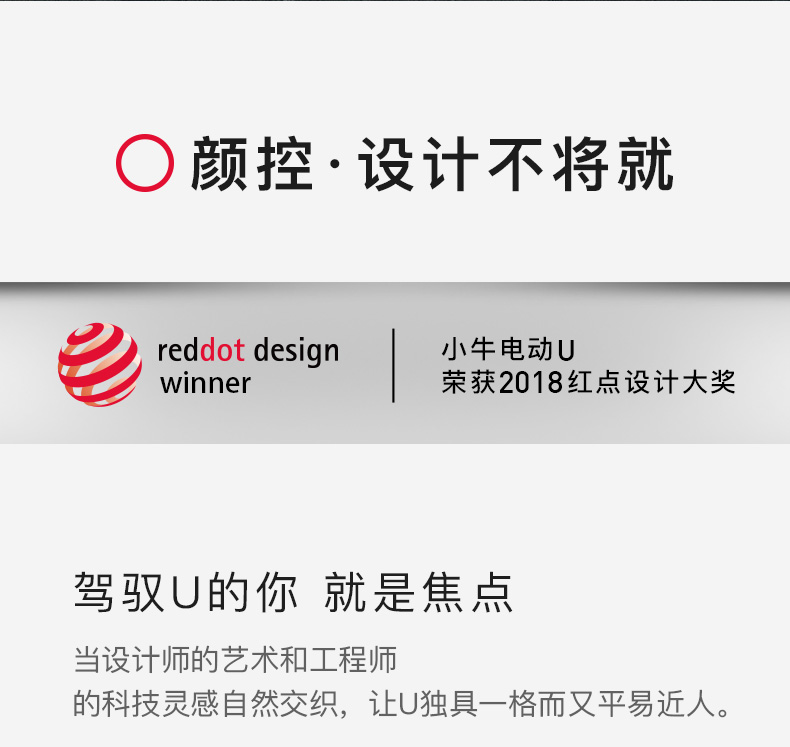 颜控·设计不将就
reddot design
winner
小牛电动U
荣获2018红点设计大奖
驾驭U的你 就是焦点
当设计师的艺术和工程师
的科技灵感自然交织，让U独具一格而又平易近人。